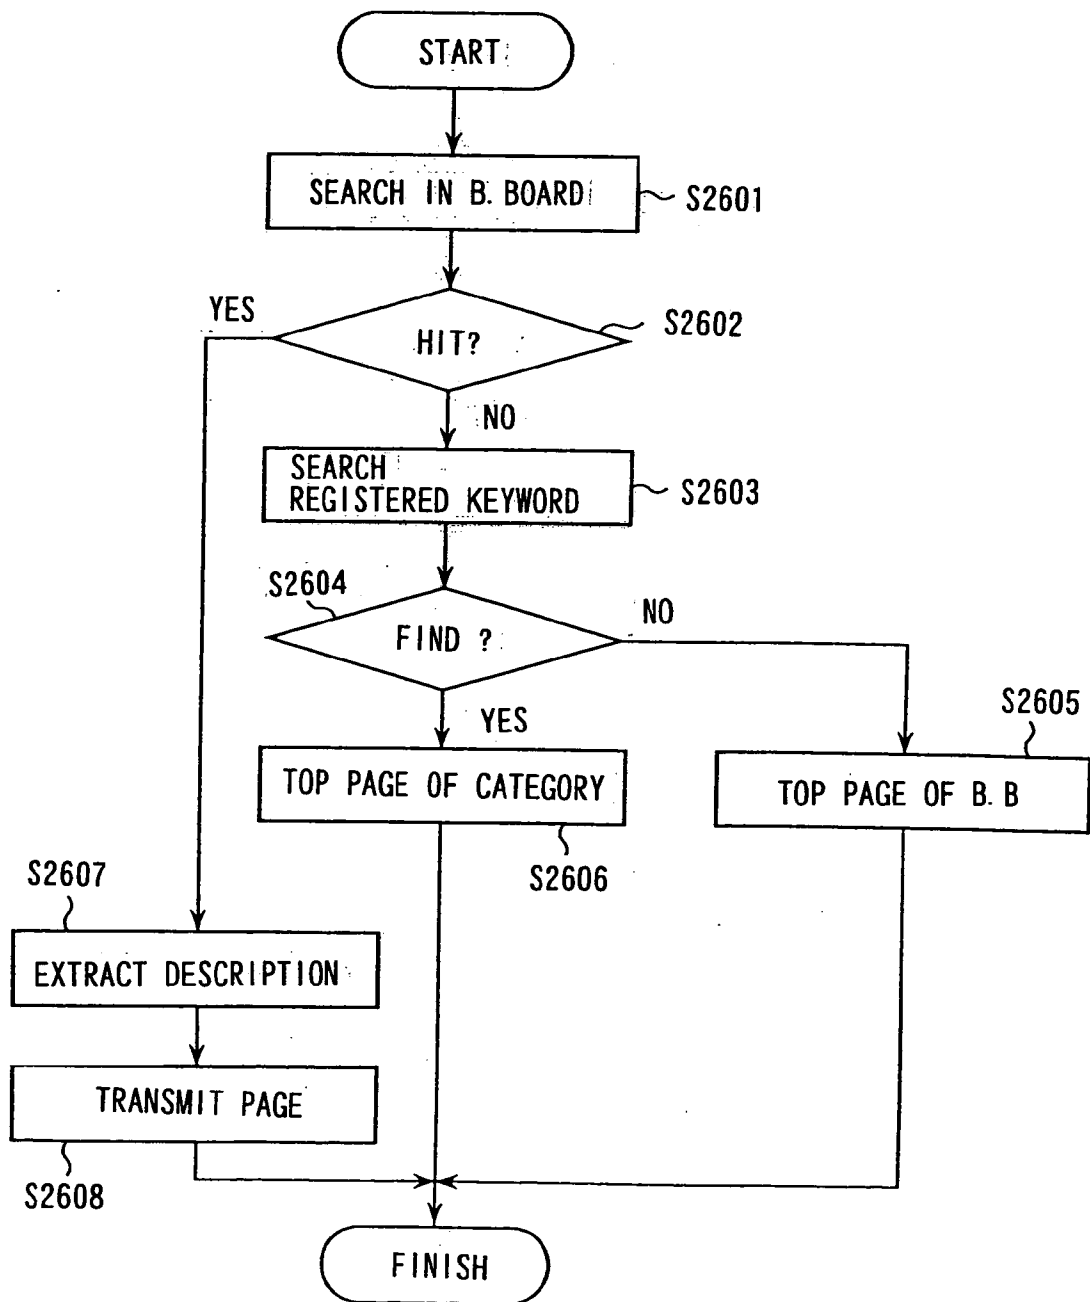 START
SEARCH IN B. BOARD
S2601
YES
HIT?
S2602
NO
SEARCH
REGISTERED KEYWORD
S2603
S2604
FIND ?
NO
YES
S2605
TOP PAGE OF CATEGORY
TOP PAGE OF B. B
S2606
S2607
EXTRACT DESCRIPTION
TRANSMIT PAGE
S2608
FINISH